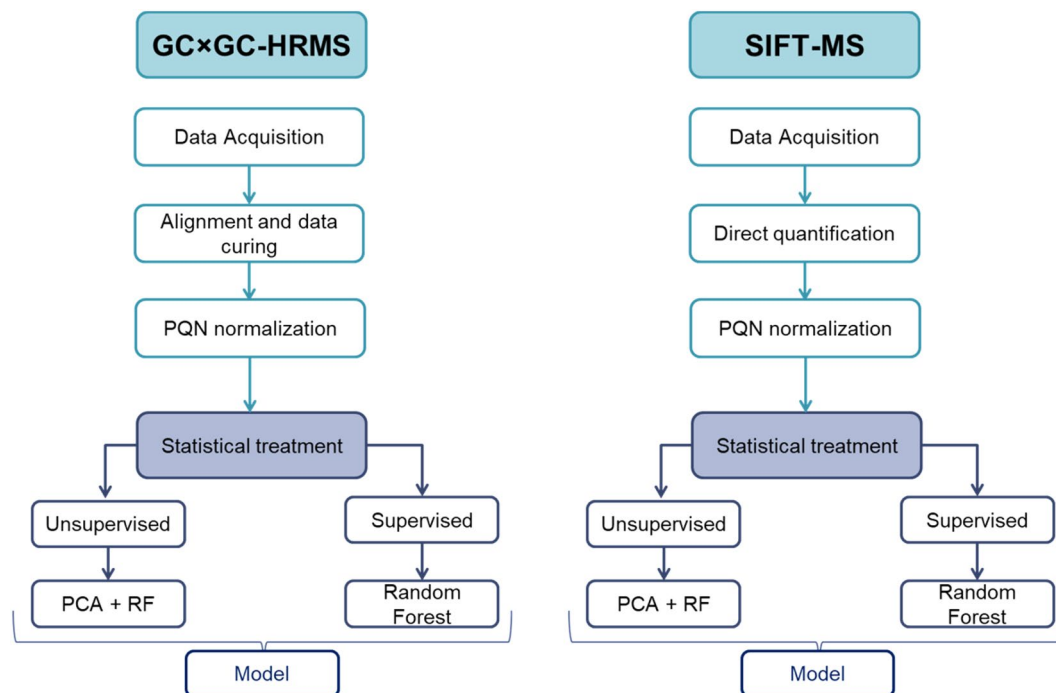 GC×GC-HRMS
Data Acquisition
Alignment and data
curing
PQN normalization
Statistical treatment
Unsupervised
Supervised
PCA + RF
Random
Forest
Model
SIFT-MS
Data Acquisition
Direct quantification
PQN normalization
Statistical treatment
Unsupervised
Supervised
PCA + RF
Random
Forest
Model